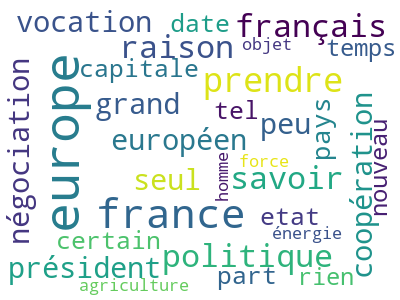 vocation date français
raison objet temps
capitale prendre
grand tel
européen peu pays
négociation europe seul savoir coopération nouveau
homme force
france etat
certain énergie
président politique
part rien
agriculture